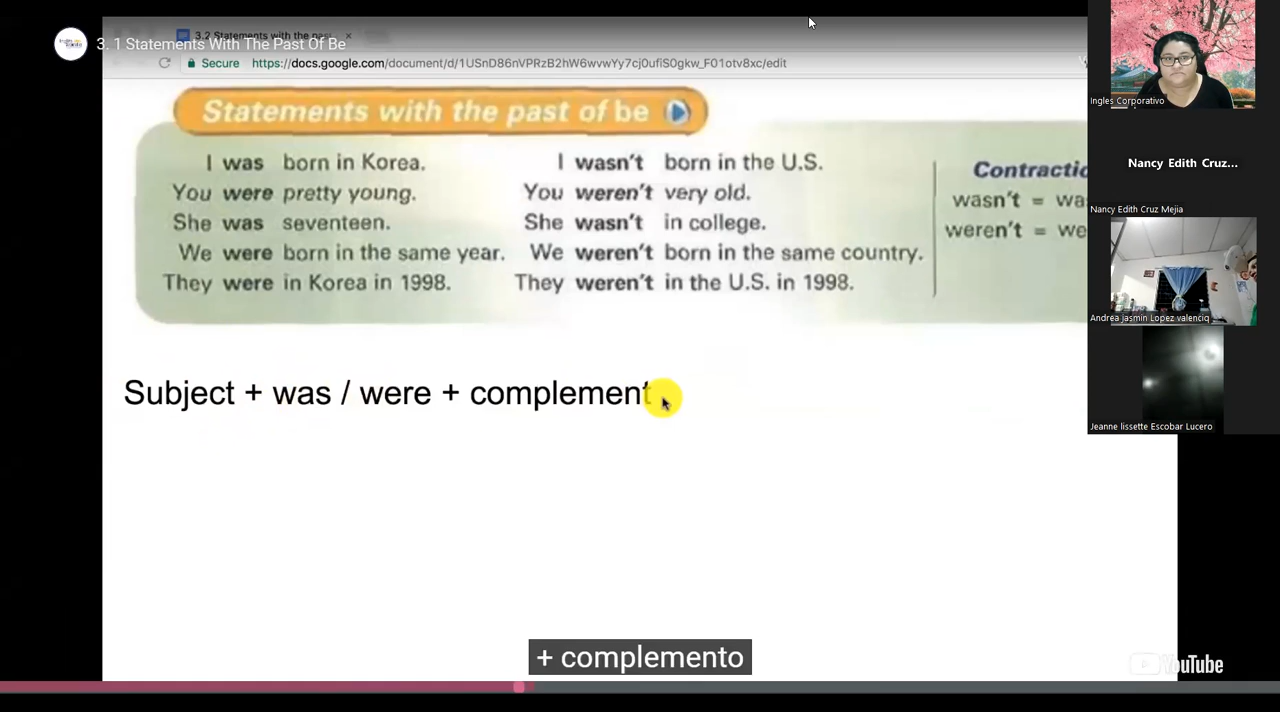 3. 1 Statements With The Past Of Be
3.2 Statements with the pas
Secure https://docs.google.com/document/d/1USnD86nVPRzB2hW6wvwYy7cj0ufiS0gkw_F01otv8xc/edit
Statements with the past of be
I was born in Korea. I wasn't born in the U.S.
You were pretty young. You weren't very old.
She was seventeen. She wasn't in college.
We were born in the same year. We weren't born in the same country.
They were in Korea in 1998. They weren't in the U.S. in 1998.
Contractic
wasn't = wa
weren't = we
Subject + was / were + complement
+ complemento
YouTube
Ingles Corporativo
Nancy Edith Cruz...
Nancy Edith Cruz Mejia
Andrea jasmin Lopez valenciq
Jeanne lissette Escobar Lucero